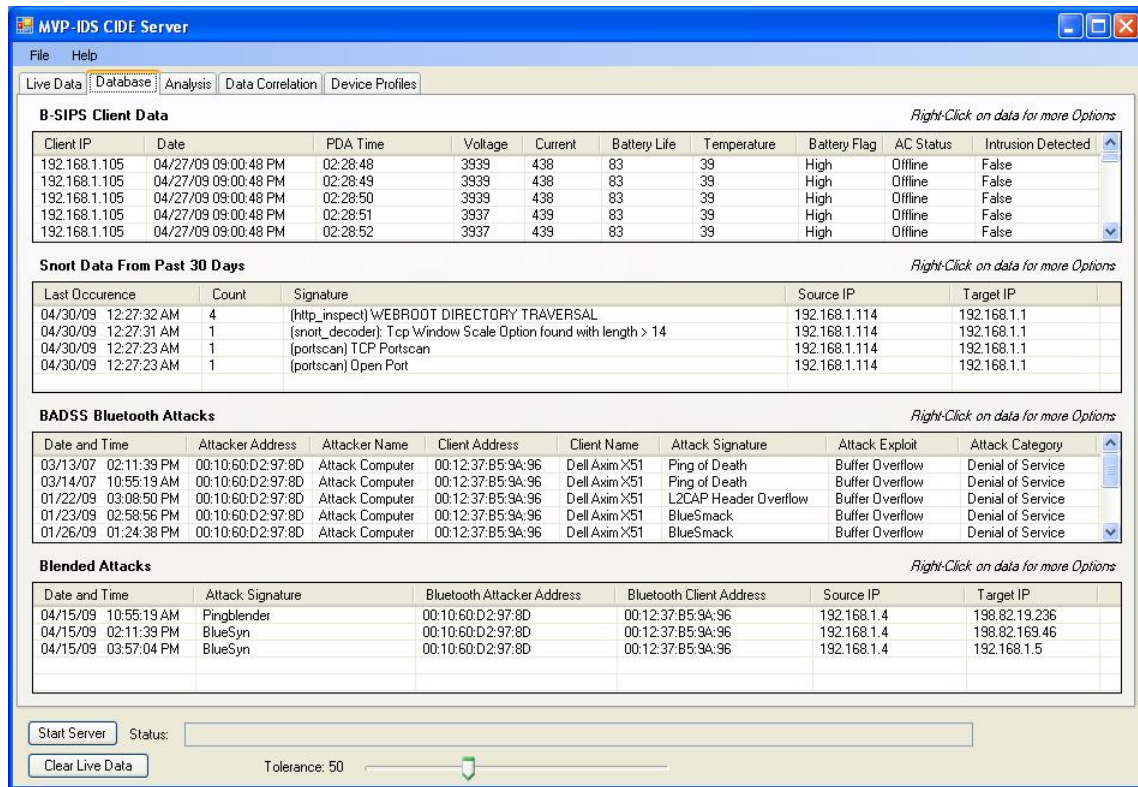 MVP-IDS CIDE Server
File Help
Live Data Database Analysis Data Correlation Device Profiles
B-SIPS Client Data Right-Click on data for more Options
Client IP Date PDA Time Voltage Current Battery Life Temperature Battery Flag AC Status Intrusion Detected
192.168.1.105 04/27/09 09:00:48 PM 02:28:48 3939 438 83 39 High Offline False
192.168.1.105 04/27/09 09:00:48 PM 02:28:49 3939 438 83 39 High Offline False
192.168.1.105 04/27/09 09:00:48 PM 02:28:50 3939 438 83 39 High Offline False
192.168.1.105 04/27/09 09:00:48 PM 02:28:51 3937 439 83 39 High Offline False
192.168.1.105 04/27/09 09:00:48 PM 02:28:52 3937 439 83 39 High Offline False
Snort Data From Past 30 Days Right-Click on data for more Options
Last Occurence Count Signature Source IP Target IP
04/30/09 12:27:32 AM 4 (http_inspect) WEBROOT DIRECTORY TRAVERSAL 192.168.1.114 192.168.1.1
04/30/09 12:27:31 AM 1 (snort_decoder): Tcp Window Scale Option found with length > 14 192.168.1.114 192.168.1.1
04/30/09 12:27:23 AM 1 (portscan) TCP Portscan 192.168.1.114 192.168.1.1
04/30/09 12:27:23 AM 1 (portscan) Open Port 192.168.1.114 192.168.1.1
BADSS Bluetooth Attacks Right-Click on data for more Options
Date and Time Attacker Address Attacker Name Client Address Client Name Attack Signature Attack Exploit Attack Category
03/13/07 02:11:39 PM 00:10:60:D2:97:8D Attack Computer 00:12:37:B5:9A:96 Dell Axim X51 Ping of Death Buffer Overflow Denial of Service
03/14/07 10:55:19 AM 00:10:60:D2:97:8D Attack Computer 00:12:37:B5:9A:96 Dell Axim X51 Ping of Death Buffer Overflow Denial of Service
01/22/09 03:08:50 PM 00:10:60:D2:97:8D Attack Computer 00:12:37:B5:9A:96 Dell Axim X51 L2CAP Header Overflow Buffer Overflow Denial of Service
01/23/09 02:58:56 PM 00:10:60:D2:97:8D Attack Computer 00:12:37:B5:9A:96 Dell Axim X51 BlueSmack Buffer Overflow Denial of Service
01/26/09 01:24:38 PM 00:10:60:D2:97:8D Attack Computer 00:12:37:B5:9A:96 Dell Axim X51 BlueSmack Buffer Overflow Denial of Service
Blended Attacks Right-Click on data for more Options
Date and Time Attack Signature Bluetooth Attacker Address Bluetooth Client Address Source IP Target IP
04/15/09 10:55:19 AM Pingblender 00:10:60:D2:97:8D 00:12:37:B5:9A:96 192.168.1.4 198.82.19.236
04/15/09 02:11:39 PM BlueSyn 00:10:60:D2:97:8D 00:12:37:B5:9A:96 192.168.1.4 198.82.169.46
04/15/09 03:57:04 PM BlueSyn 00:10:60:D2:97:8D 00:12:37:B5:9A:96 192.168.1.4 192.168.1.5
Start Server Status:
Clear Live Data Tolerance: 50